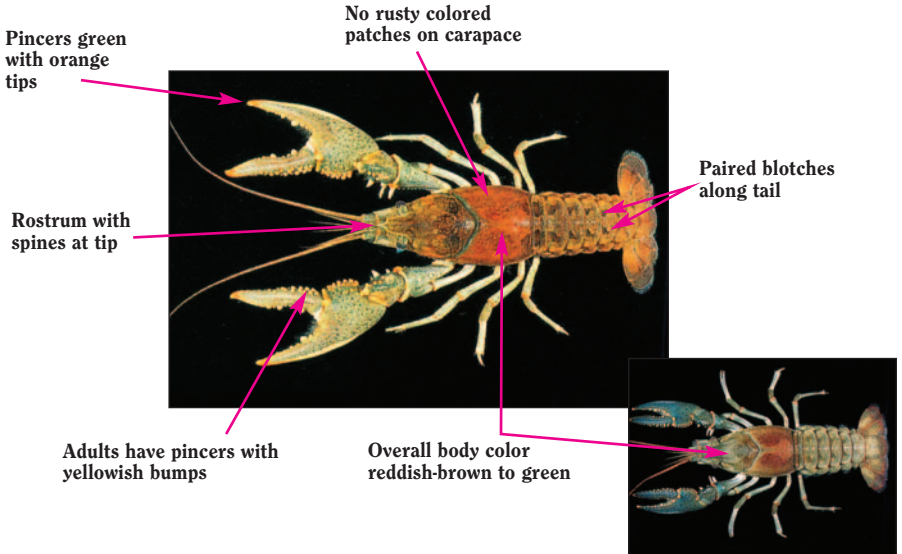 No rusty colored
patches on carapace
Pincers green
with orange
tips
Paired blotches
along tail
Rostrum with
spines at tip
Adults have pincers with
yellowish bumps
Overall body color
reddish-brown to green